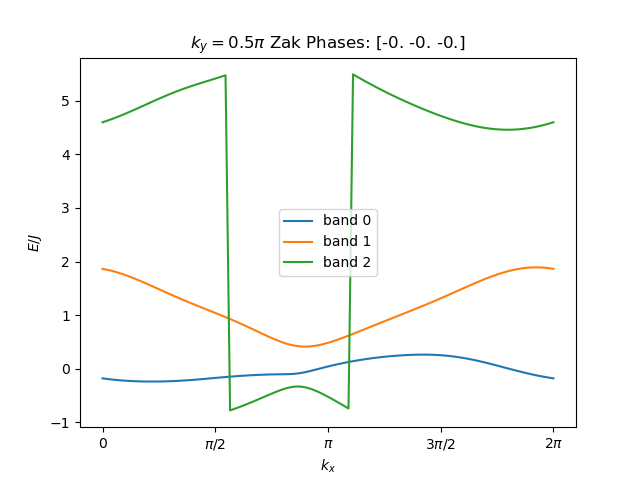 $k_y = 0.5\pi$ Zak Phases: [-0. -0. -0.]
E/J
5
4
3
2
1
0
−1
band 0
band 1
band 2
0
π/2
π
3π/2
2π
$k_x$